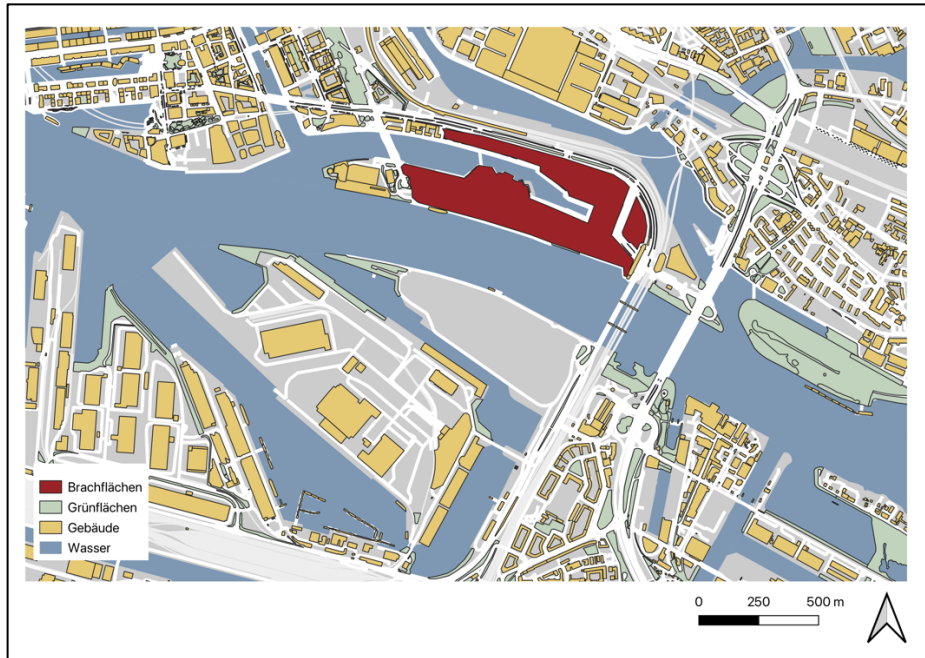 Brachflächen
Grünflächen
Gebäude
Wasser
0 250 500 m